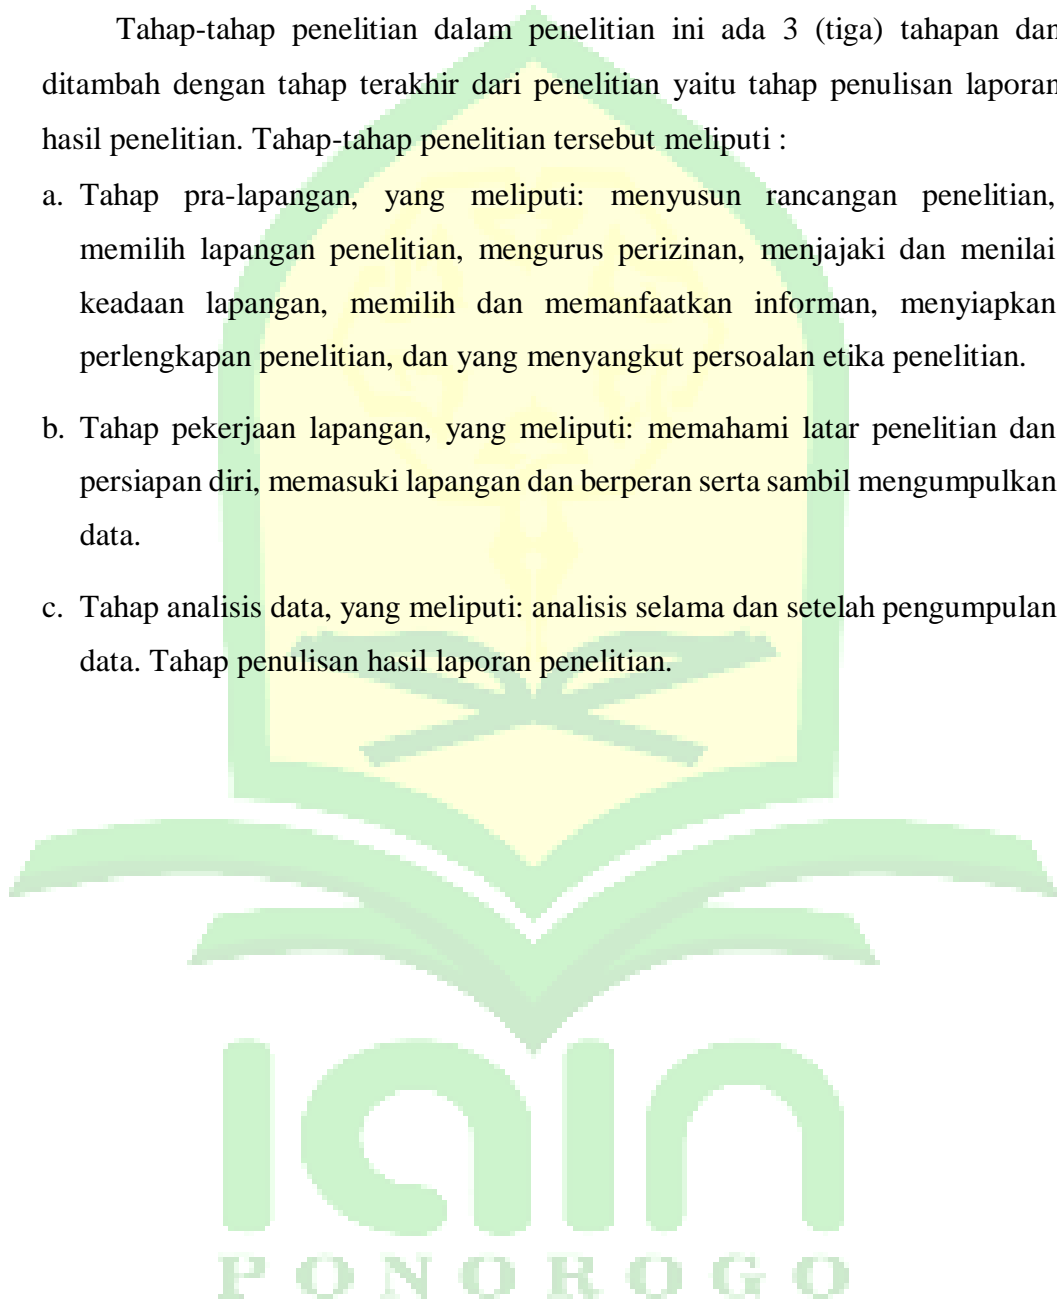 Tahap-tahap penelitian dalam penelitian ini ada 3 (tiga) tahapan dan
ditambah dengan tahap terakhir dari penelitian yaitu tahap penulisan laporan
hasil penelitian. Tahap-tahap penelitian tersebut meliputi :
a. Tahap pra-lapangan, yang meliputi: menyusun rancangan penelitian,
memilih lapangan penelitian, mengurus perizinan, menjajaki dan menilai
keadaan lapangan, memilih dan memanfaatkan informan, menyiapkan
perlengkapan penelitian, dan yang menyangkut persoalan etika penelitian.
b. Tahap pekerjaan lapangan, yang meliputi: memahami latar penelitian dan
persiapan diri, memasuki lapangan dan berperan serta sambil mengumpulkan
data.
c. Tahap analisis data, yang meliputi: analisis selama dan setelah pengumpulan
data. Tahap penulisan hasil laporan penelitian.
iain
PONOROGO